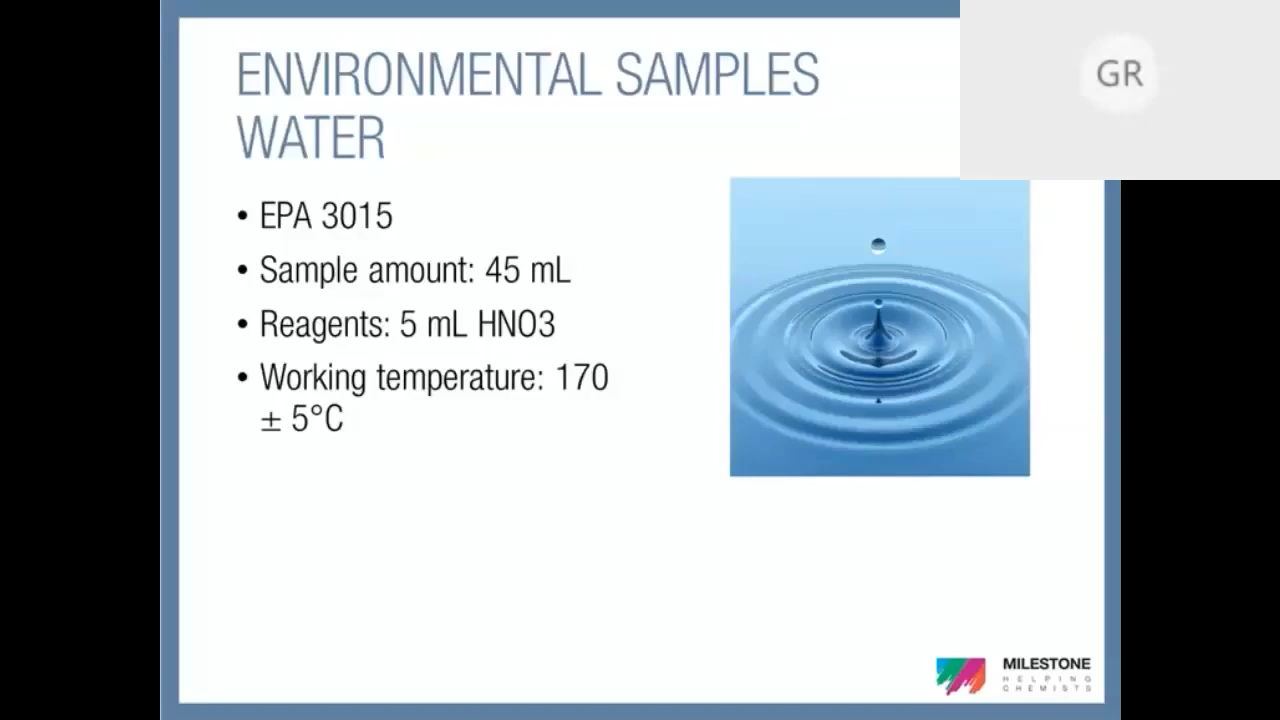 ENVIRONMENTAL SAMPLES
WATER
GR
• EPA 3015
• Sample amount: 45 mL
• Reagents: 5 mL HNO3
• Working temperature: 170
± 5°C
MILESTONE
HELPING
CHEMISTS